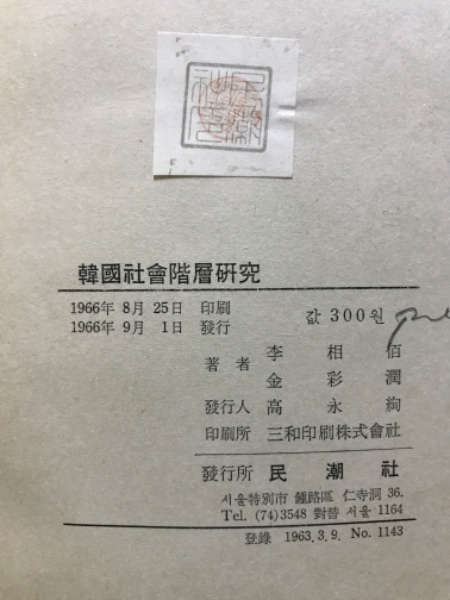 韓國社會階層硏究
1966年 8月 25日 印刷
1966年 9月 1日 發行
값 300원
著者 李相佰
金彩潤
發行人 高永絢
印刷所 三和印刷株式會社
發行所 民潮社
서울特別市 鍾路區 仁寺洞 36.
Tel. (74)3548 對替 서울 1164
登錄 1963.3.9. No. 1143